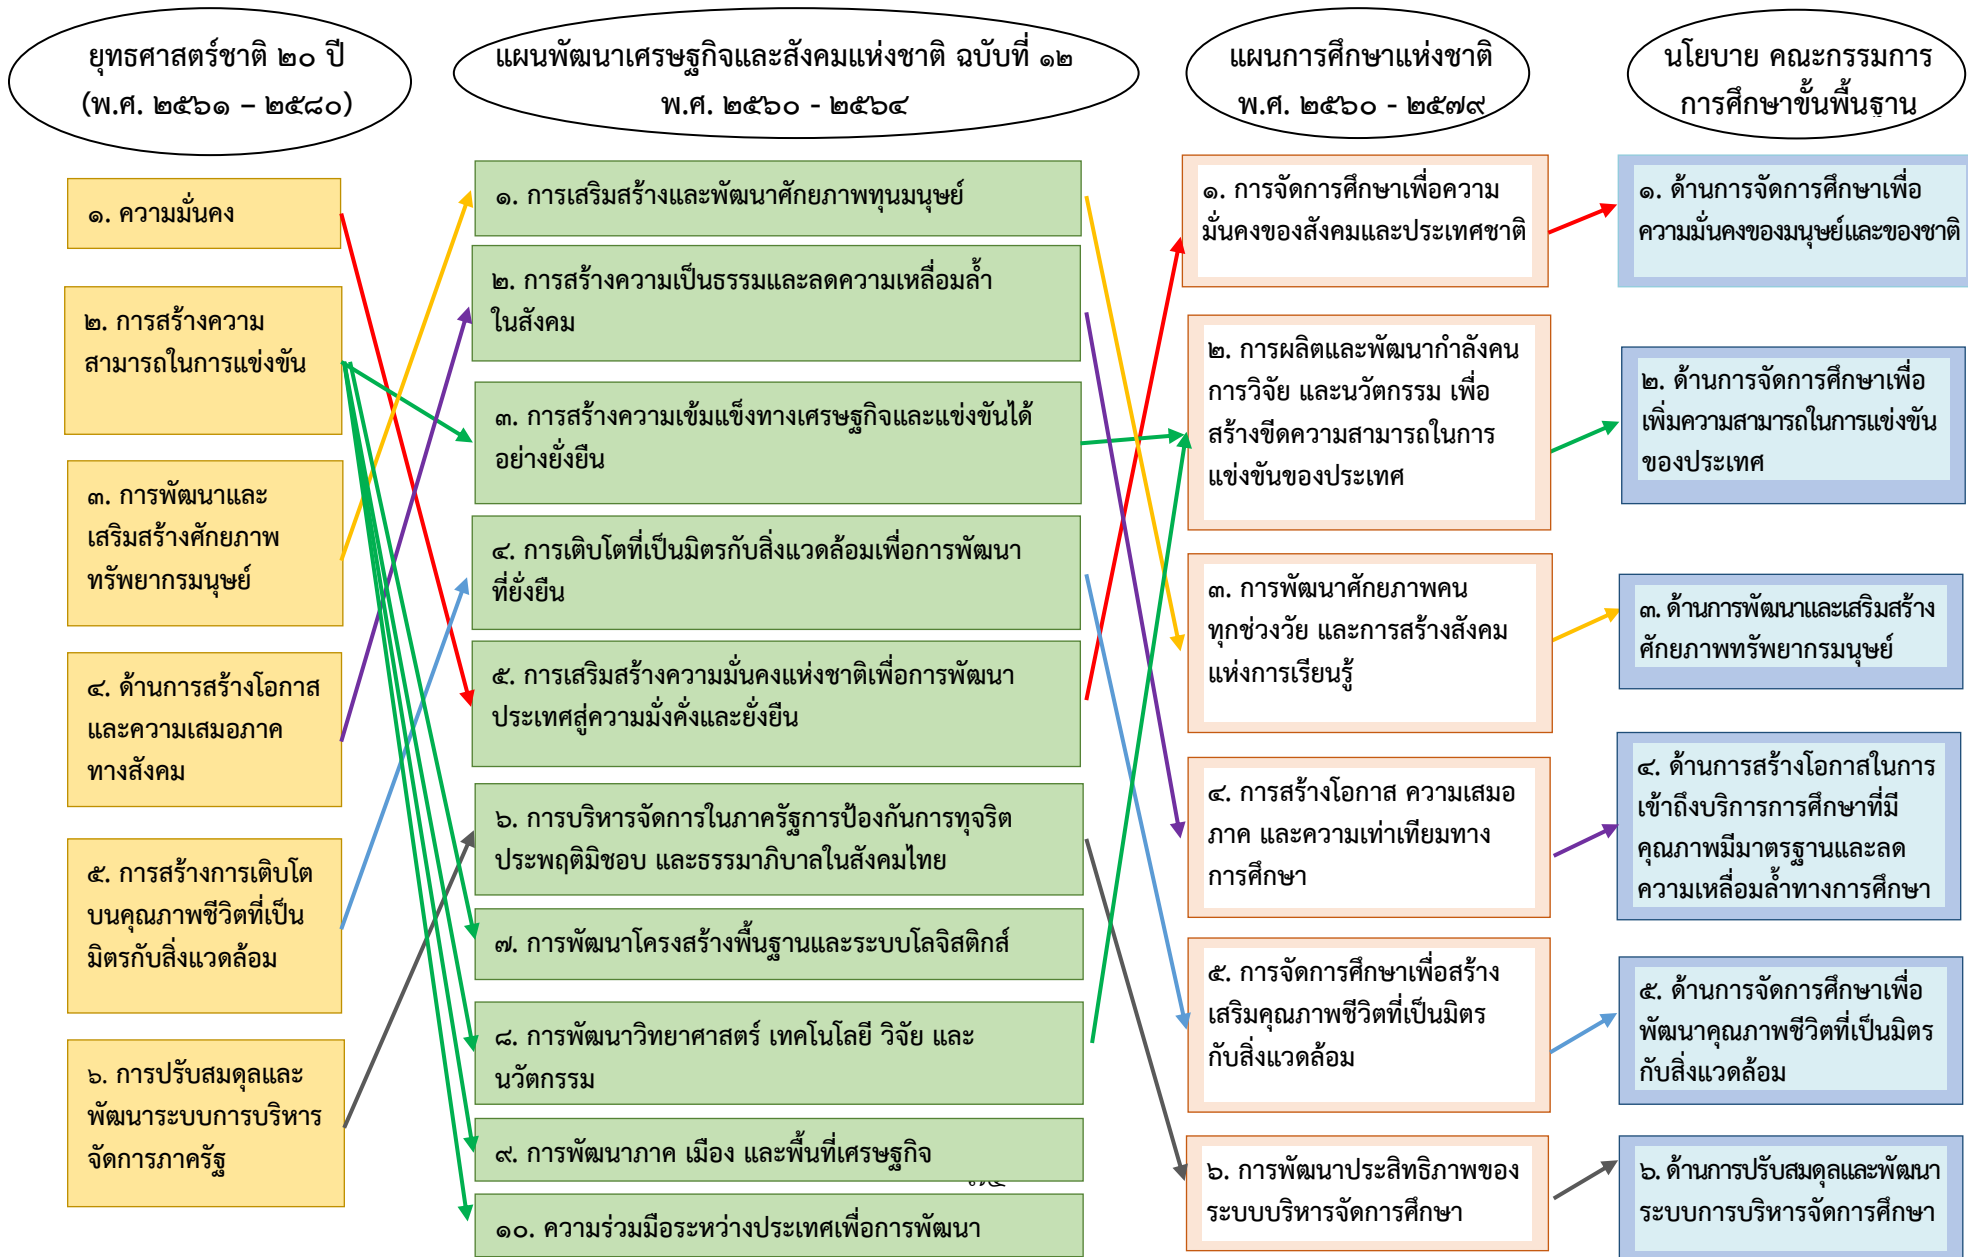 ยุทธศาสตร์ชาติ ๒๐ ปี
(พ.ศ. ๒๕๖๑ – ๒๕๘๐)
แผนพัฒนาเศรษฐกิจและสังคมแห่งชาติ ฉบับที่ ๑๒
พ.ศ. ๒๕๖๐ - ๒๕๖๔
แผนการศึกษาแห่งชาติ
พ.ศ. ๒๕๖๐ - ๒๕๗๙
นโยบาย คณะกรรมการ
การศึกษาขั้นพื้นฐาน
๑. ความมั่นคง
๒. การสร้างความ
สามารถในการแข่งขัน
๓. การพัฒนาและ
เสริมสร้างศักยภาพ
ทรัพยากรมนุษย์
๔. ด้านการสร้างโอกาส
และความเสมอภาค
ทางสังคม
๕. การสร้างการเติบโต
บนคุณภาพชีวิตที่เป็น
มิตรกับสิ่งแวดล้อม
๖. การปรับสมดุลและ
พัฒนาระบบการบริหาร
จัดการภาครัฐ
๑. การเสริมสร้างและพัฒนาศักยภาพทุนมนุษย์
๒. การสร้างความเป็นธรรมและลดความเหลื่อมล้ำ
ในสังคม
๓. การสร้างความเข้มแข็งทางเศรษฐกิจและแข่งขันได้
อย่างยั่งยืน
๔. การเติบโตที่เป็นมิตรกับสิ่งแวดล้อมเพื่อการพัฒนา
ที่ยั่งยืน
๕. การเสริมสร้างความมั่นคงแห่งชาติเพื่อการพัฒนา
ประเทศสู่ความมั่งคั่งและยั่งยืน
๖. การบริหารจัดการในภาครัฐการป้องกันการทุจริต
ประพฤติมิชอบ และธรรมาภิบาลในสังคมไทย
๗. การพัฒนาโครงสร้างพื้นฐานและระบบโลจิสติกส์
๘. การพัฒนาวิทยาศาสตร์ เทคโนโลยี วิจัย และ
นวัตกรรม
๙. การพัฒนาภาค เมือง และพื้นที่เศรษฐกิจ
๑๐. ความร่วมมือระหว่างประเทศเพื่อการพัฒนา
๑. การจัดการศึกษาเพื่อความ
มั่นคงของสังคมและประเทศชาติ
๒. การผลิตและพัฒนากำลังคน
การวิจัย และนวัตกรรม เพื่อ
สร้างขีดความสามารถในการ
แข่งขันของประเทศ
๓. การพัฒนาศักยภาพคน
ทุกช่วงวัย และการสร้างสังคม
แห่งการเรียนรู้
๔. การสร้างโอกาส ความเสมอ
ภาค และความเท่าเทียมทาง
การศึกษา
๕. การจัดการศึกษาเพื่อสร้าง
เสริมคุณภาพชีวิตที่เป็นมิตร
กับสิ่งแวดล้อม
๖. การพัฒนาประสิทธิภาพของ
ระบบบริหารจัดการศึกษา
๑. ด้านการจัดการศึกษาเพื่อ
ความมั่นคงของมนุษย์และของชาติ
๒. ด้านการจัดการศึกษาเพื่อ
เพิ่มความสามารถในการแข่งขัน
ของประเทศ
๓. ด้านการพัฒนาและเสริมสร้าง
ศักยภาพทรัพยากรมนุษย์
๔. ด้านการสร้างโอกาสในการ
เข้าถึงบริการการศึกษาที่มี
คุณภาพมีมาตรฐานและลด
ความเหลื่อมล้ำทางการศึกษา
๕. ด้านการจัดการศึกษาเพื่อ
พัฒนาคุณภาพชีวิตที่เป็นมิตร
กับสิ่งแวดล้อม
๖. ด้านการปรับสมดุลและพัฒนา
ระบบการบริหารจัดการศึกษา